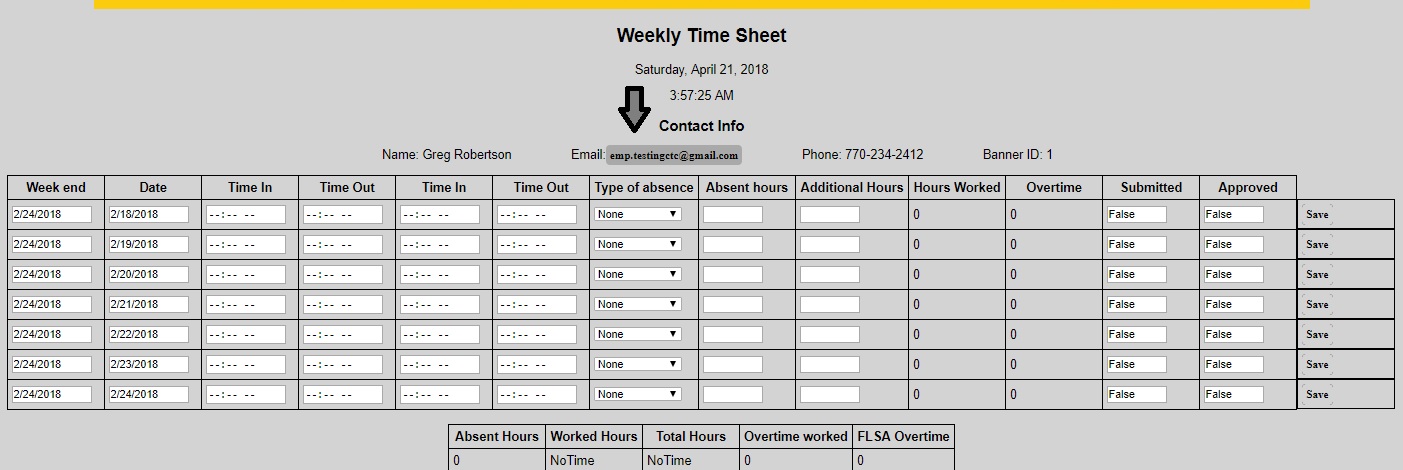 Weekly Time Sheet
Saturday, April 21, 2018
3:57:25 AM
Contact Info
Name: Greg Robertson Email: emp.testingctc@gmail.com Phone: 770-234-2412 Banner ID: 1
Week end Date Time In Time Out Time In Time Out Type of absence Absent hours Additional Hours Hours Worked Overtime Submitted Approved
2/24/2018 2/18/2018 --:-- -- --:-- -- --:-- -- --:-- -- None 0 0 False False Save
2/24/2018 2/19/2018 --:-- -- --:-- -- --:-- -- --:-- -- None 0 0 False False Save
2/24/2018 2/20/2018 --:-- -- --:-- -- --:-- -- --:-- -- None 0 0 False False Save
2/24/2018 2/21/2018 --:-- -- --:-- -- --:-- -- --:-- -- None 0 0 False False Save
2/24/2018 2/22/2018 --:-- -- --:-- -- --:-- -- --:-- -- None 0 0 False False Save
2/24/2018 2/23/2018 --:-- -- --:-- -- --:-- -- --:-- -- None 0 0 False False Save
2/24/2018 2/24/2018 --:-- -- --:-- -- --:-- -- --:-- -- None 0 0 False False Save
Absent Hours Worked Hours Total Hours Overtime worked FLSA Overtime
0 NoTime NoTime 0 0